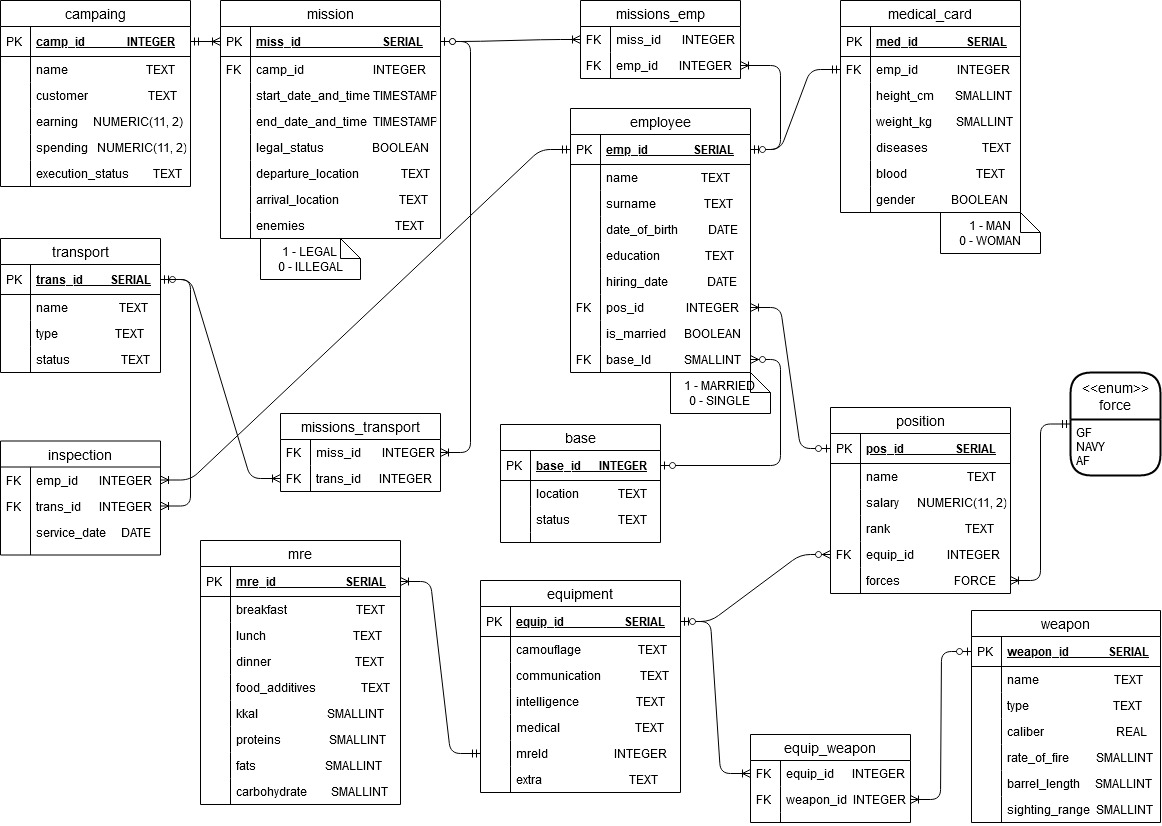 campaing
PK camp_id INTEGER
name TEXT
customer TEXT
earning NUMERIC(11, 2)
spending NUMERIC(11, 2)
execution_status TEXT
mission
PK miss_id SERIAL
FK camp_id INTEGER
start_date_and_time TIMESTAMF
end_date_and_time TIMESTAMF
legal_status BOOLEAN
departure_location TEXT
arrival_location TEXT
enemies TEXT
1 - LEGAL
0 - ILLEGAL
missions_emp
FK miss_id INTEGER
FK emp_id INTEGER
medical_card
PK med_id SERIAL
FK emp_id INTEGER
height_cm SMALLINT
weight_kg SMALLINT
diseases TEXT
blood TEXT
gender BOOLEAN
1 - MAN
0 - WOMAN
employee
PK emp_id SERIAL
name TEXT
surname TEXT
date_of_birth DATE
education TEXT
hiring_date DATE
FK pos_id INTEGER
is_married BOOLEAN
FK base_Id SMALLINT
1 - MARRIED
0 - SINGLE
transport
PK trans_id SERIAL
name TEXT
type TEXT
status TEXT
inspection
FK emp_id INTEGER
FK trans_id INTEGER
service_date DATE
missions_transport
FK miss_id INTEGER
FK trans_id INTEGER
base
PK base_id INTEGER
location TEXT
status TEXT
position
PK pos_id SERIAL
name TEXT
salary NUMERIC(11, 2)
rank TEXT
FK equip_id INTEGER
forces FORCE
<<enum>>
force
GF
NAVY
AF
mre
PK mre_id SERIAL
breakfast TEXT
lunch TEXT
dinner TEXT
food_additives TEXT
kkal SMALLINT
proteins SMALLINT
fats SMALLINT
carbohydrate SMALLINT
equipment
PK equip_id SERIAL
camouflage TEXT
communication TEXT
intelligence TEXT
medical TEXT
mreId INTEGER
extra TEXT
equip_weapon
FK equip_id INTEGER
FK weapon_id INTEGER
weapon
PK weapon_id SERIAL
name TEXT
type TEXT
caliber REAL
rate_of_fire SMALLINT
barrel_length SMALLINT
sighting_range SMALLINT